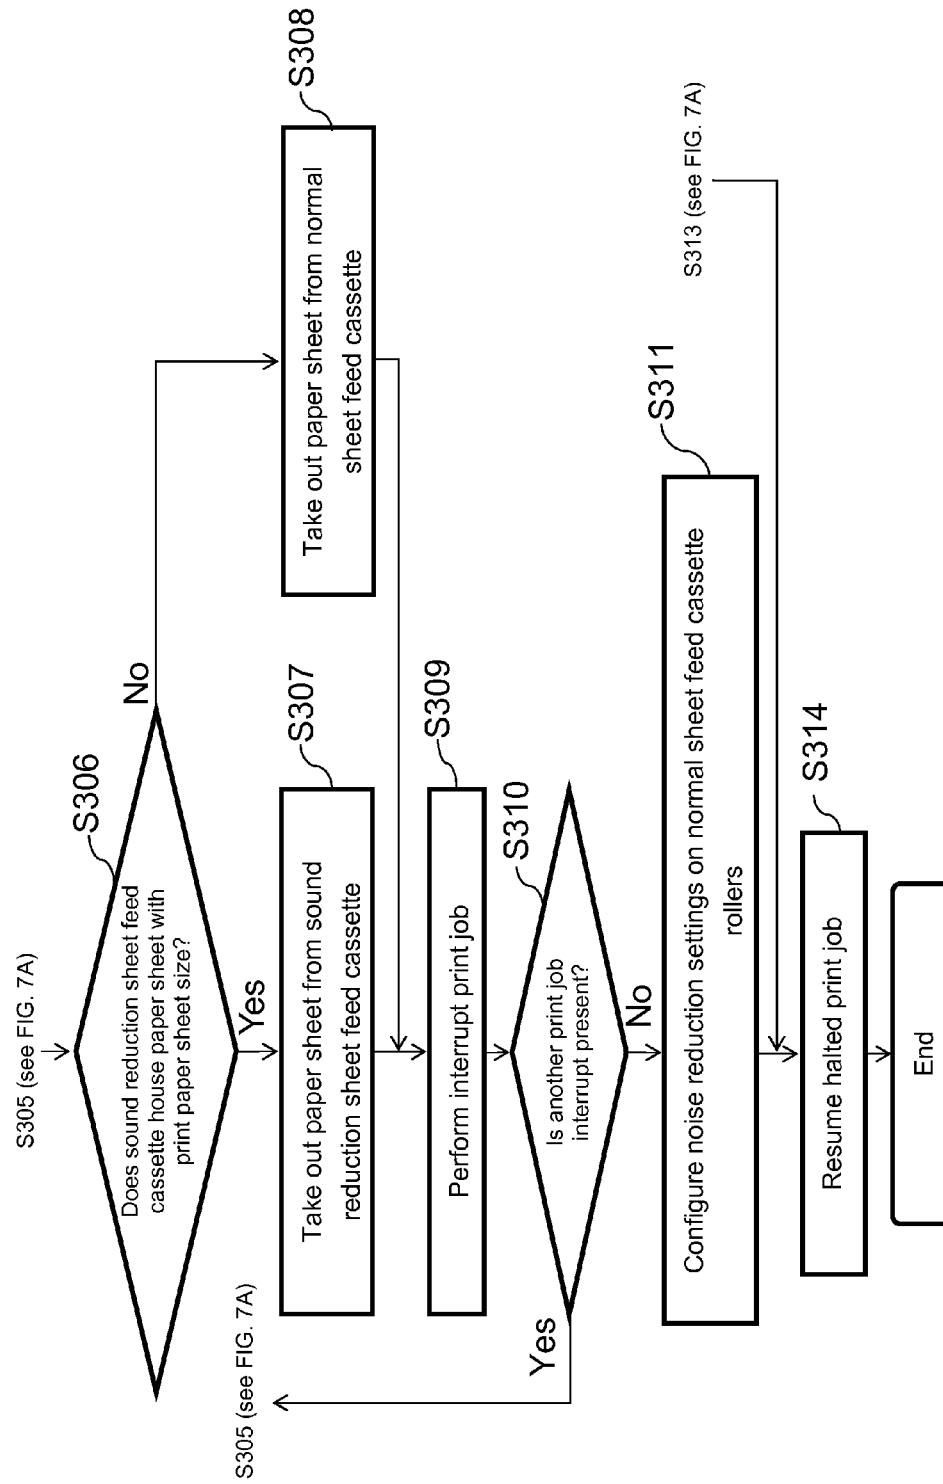 S305 (see FIG. 7A)
S306
Does sound reduction sheet feed
cassette house paper sheet with
print paper sheet size?
No
Yes
S307
Take out paper sheet from sound
reduction sheet feed cassette
S308
Take out paper sheet from normal
sheet feed cassette
S309
Perform interrupt print job
S310
Is another print job
interrupt present?
Yes
S305 (see FIG. 7A)
No
S311
Configure noise reduction settings on normal sheet feed cassette
rollers
S313 (see FIG. 7A)
S314
Resume halted print job
End